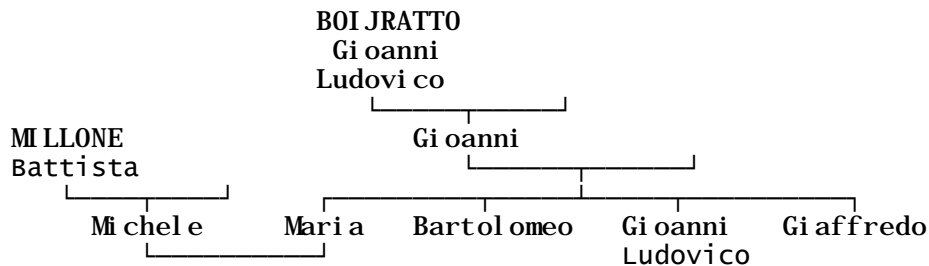 BOIJRATTO
Gioanni
Ludovico
MILLONE
Battista
Gioanni
Michele Maria Bartolomeo Gioanni Giaffredo
Ludovico